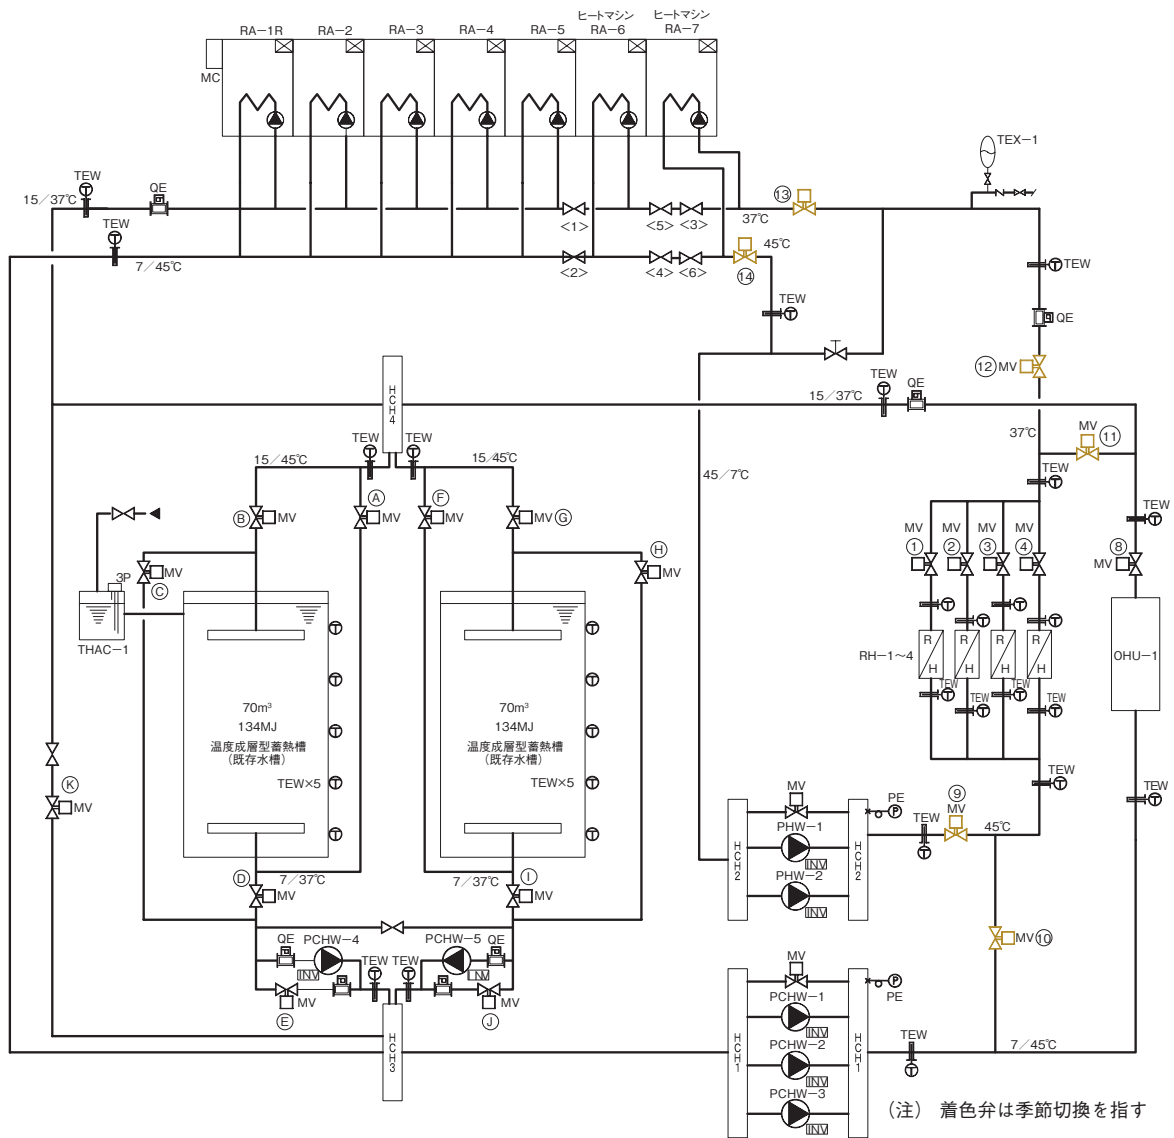 ヒートマシン ヒートマシン
RA−1R RA−2 RA−3 RA−4 RA−5 RA−6 RA−7
MC
TEX−1
TEW
15／37℃
QE
⑬
37℃
<1> <5> <3>
TEW
7／45℃
45℃
<2> <4> <6>
⑭
TEW
TEW
QE
⑫MV
HCH4
15／37℃
TEW
QE
37℃
MV
⑪
TEW
TEW
TEW
15／45℃
15／45℃
45／7℃
TEW
Ⓑ MV
Ⓐ
MV
Ⓕ
MV
MV Ⓖ
Ⓗ
MV
MV
①
MV
②
MV
③
MV
④
⑧
MV
3P
MV
Ⓒ
THAC−1
TEW
TEW
TEW
TEW
R
H
R
H
R
H
R
H
RH−1〜4
OHU−1
TEW
TEW
TEW
TEW
70m³
134MJ
温度成層型蓄熱槽
(既存水槽)
TEW×5
70m³
134MJ
温度成層型蓄熱槽
(既存水槽)
TEW×5
Ⓚ
MV
TEW
TEW
MV
PE
P
⑨
MV
45℃
TEW
HCH2
PHW−1
INV
PHW−2
INV
HCH2
7／37℃
7／37℃
Ⓓ
MV
Ⓘ
MV
MV⑩
QE
PCHW−4
INV
PCHW−5
INV
QE
TEW
TEW
MV
Ⓔ
MV
Ⓙ
HCH3
MV
PE
P
HCH1
PCHW−1
INV
PCHW−2
INV
PCHW−3
INV
HCH1
TEW
7／45℃
(注) 着色弁は季節切換を指す